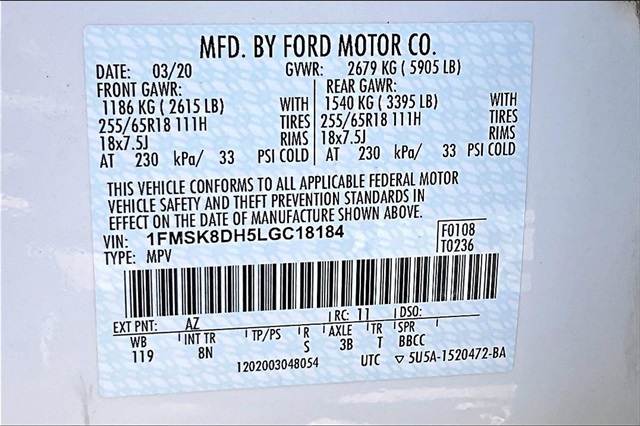 MFD. BY FORD MOTOR CO.
DATE: 03/20 GVWR: 2679 KG ( 5905 LB)
FRONT GAWR: REAR GAWR:
1186 KG ( 2615 LB) WITH 1540 KG ( 3395 LB) WITH
255/65R18 111H TIRES 255/65R18 111H TIRES
18x7.5J RIMS 18x7.5J RIMS
AT 230 kPa/ 33 PSI COLD AT 230 kPa/ 33 PSI COLD
THIS VEHICLE CONFORMS TO ALL APPLICABLE FEDERAL MOTOR
VEHICLE SAFETY AND THEFT PREVENTION STANDARDS IN
EFFECT ON THE DATE OF MANUFACTURE SHOWN ABOVE.
VIN: 1FMSK8DH5LGC18184 F0108
TYPE: MPV T0236
EXT PNT: AZ RC: 11 DSO:
WB INT TR TP/PS R AXLE TR SPR
119 8N S 3B T BBCC
1202003048054 UTC ▽ 5U5A-1520472-BA